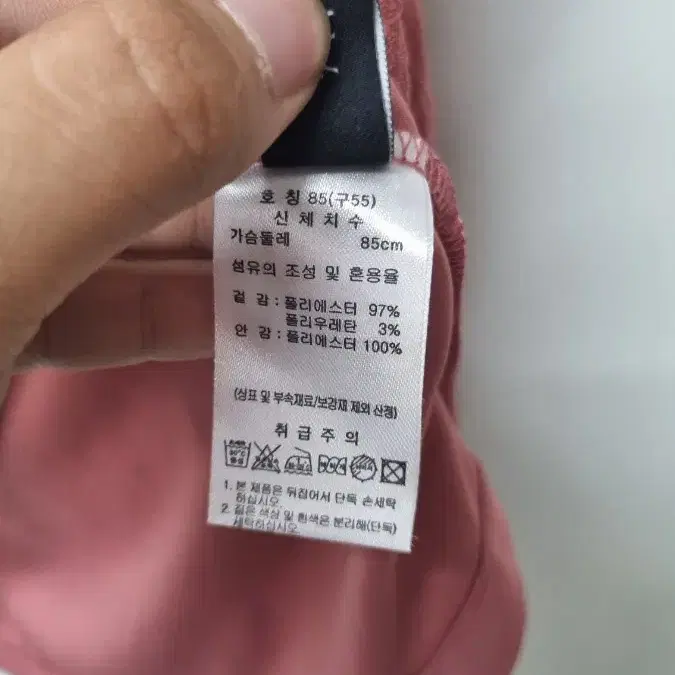 호 칭 85(구55)
신 체 치 수
가슴둘레 85cm
섬유의 조성 및 혼용율
겉 감 : 폴리에스터 97%
폴리우레탄 3%
안 감 : 폴리에스터 100%
(상표 및 부속재료/보강재 제외 산정)
취 급 주 의
1. 본 제품은 뒤집어서 단독 손세탁
하십시오.
2. 짙은 색상 및 흰색은 분리해(단독)
세탁하십시오.